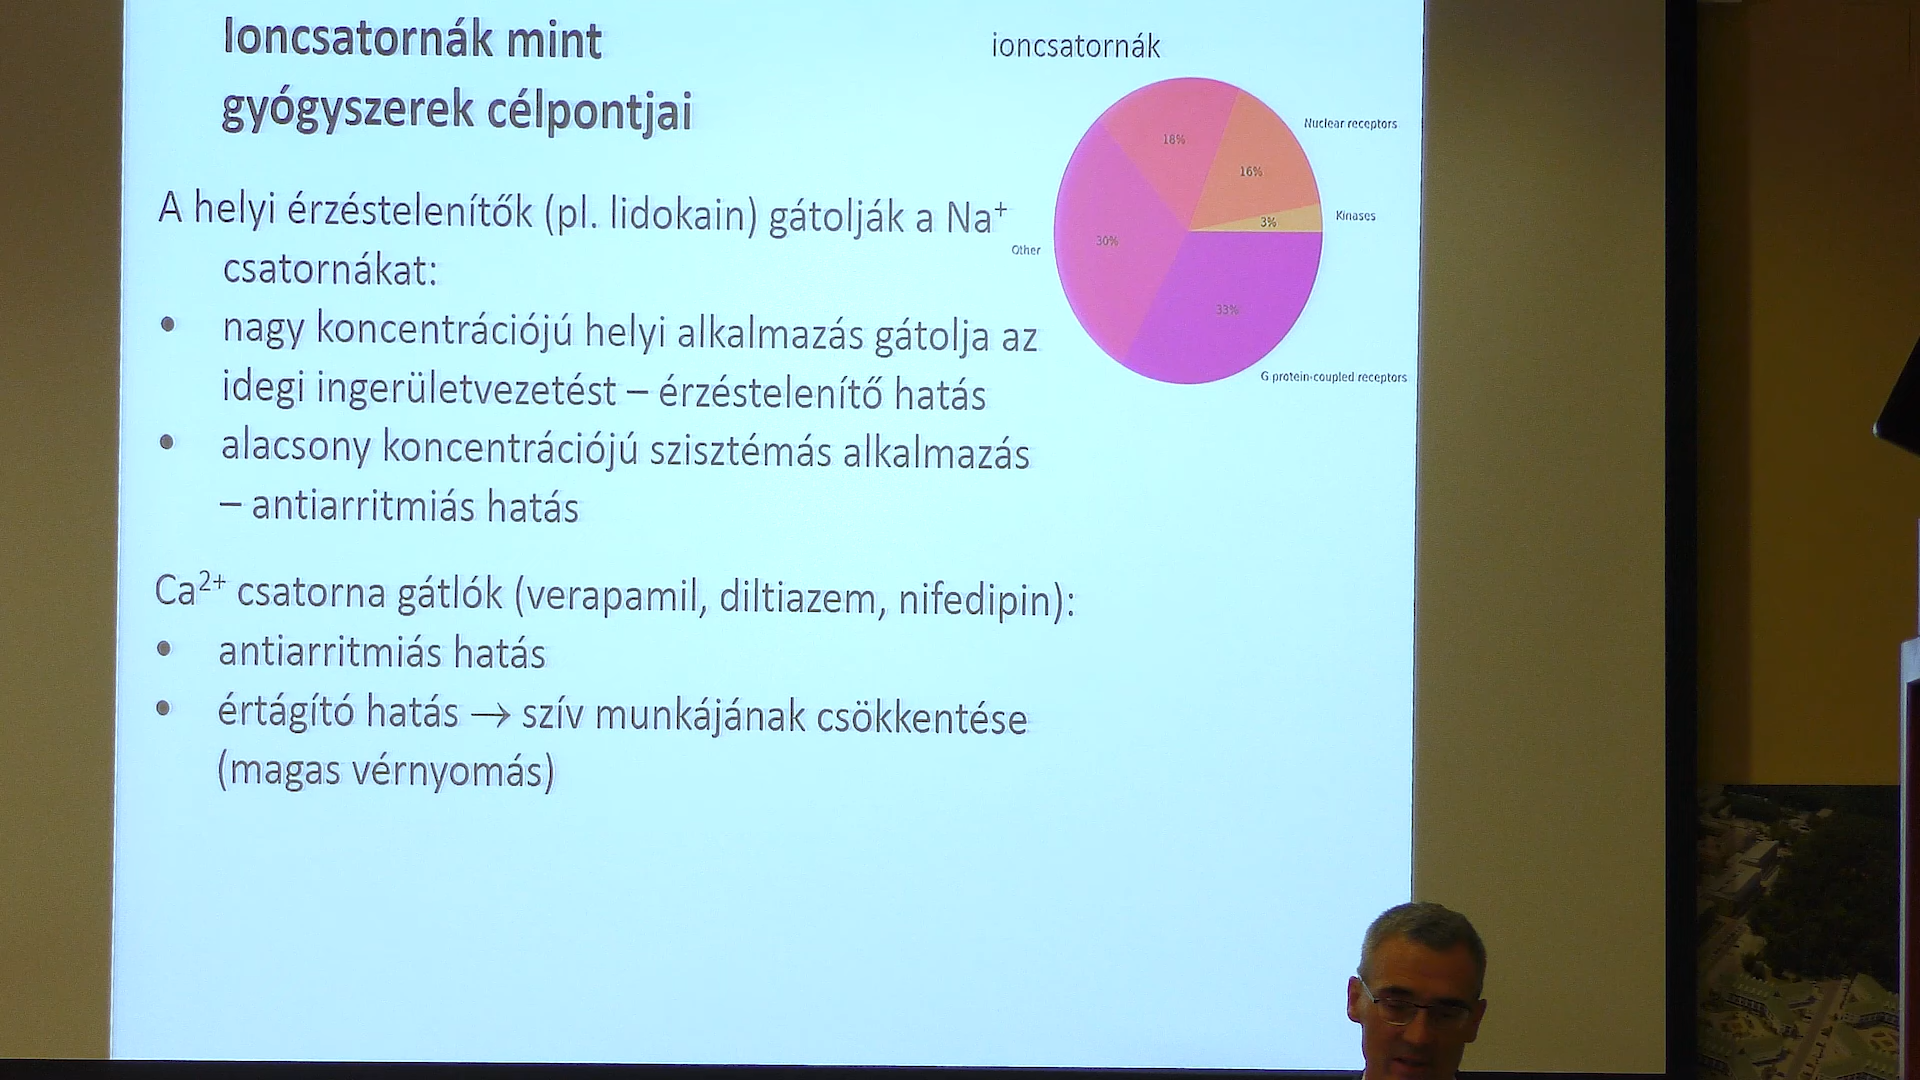 Ioncsatornák mint
gyógyszerek célpontjai
A helyi érzéstelenítők (pl. lidokain) gátolják a Na⁺
csatornákat:
• nagy koncentrációjú helyi alkalmazás gátolja az
idegi ingerületvezetést – érzéstelenítő hatás
• alacsony koncentrációjú szisztémás alkalmazás
– antiarritmiás hatás
Ca²⁺ csatorna gátlók (verapamil, diltiazem, nifedipin):
• antiarritmiás hatás
• értágító hatás → szív munkájának csökkentése
(magas vérnyomás)
ioncsatornák
Nuclear receptors
18%
16%
Kinases
3%
Other
30%
33%
G protein-coupled receptors